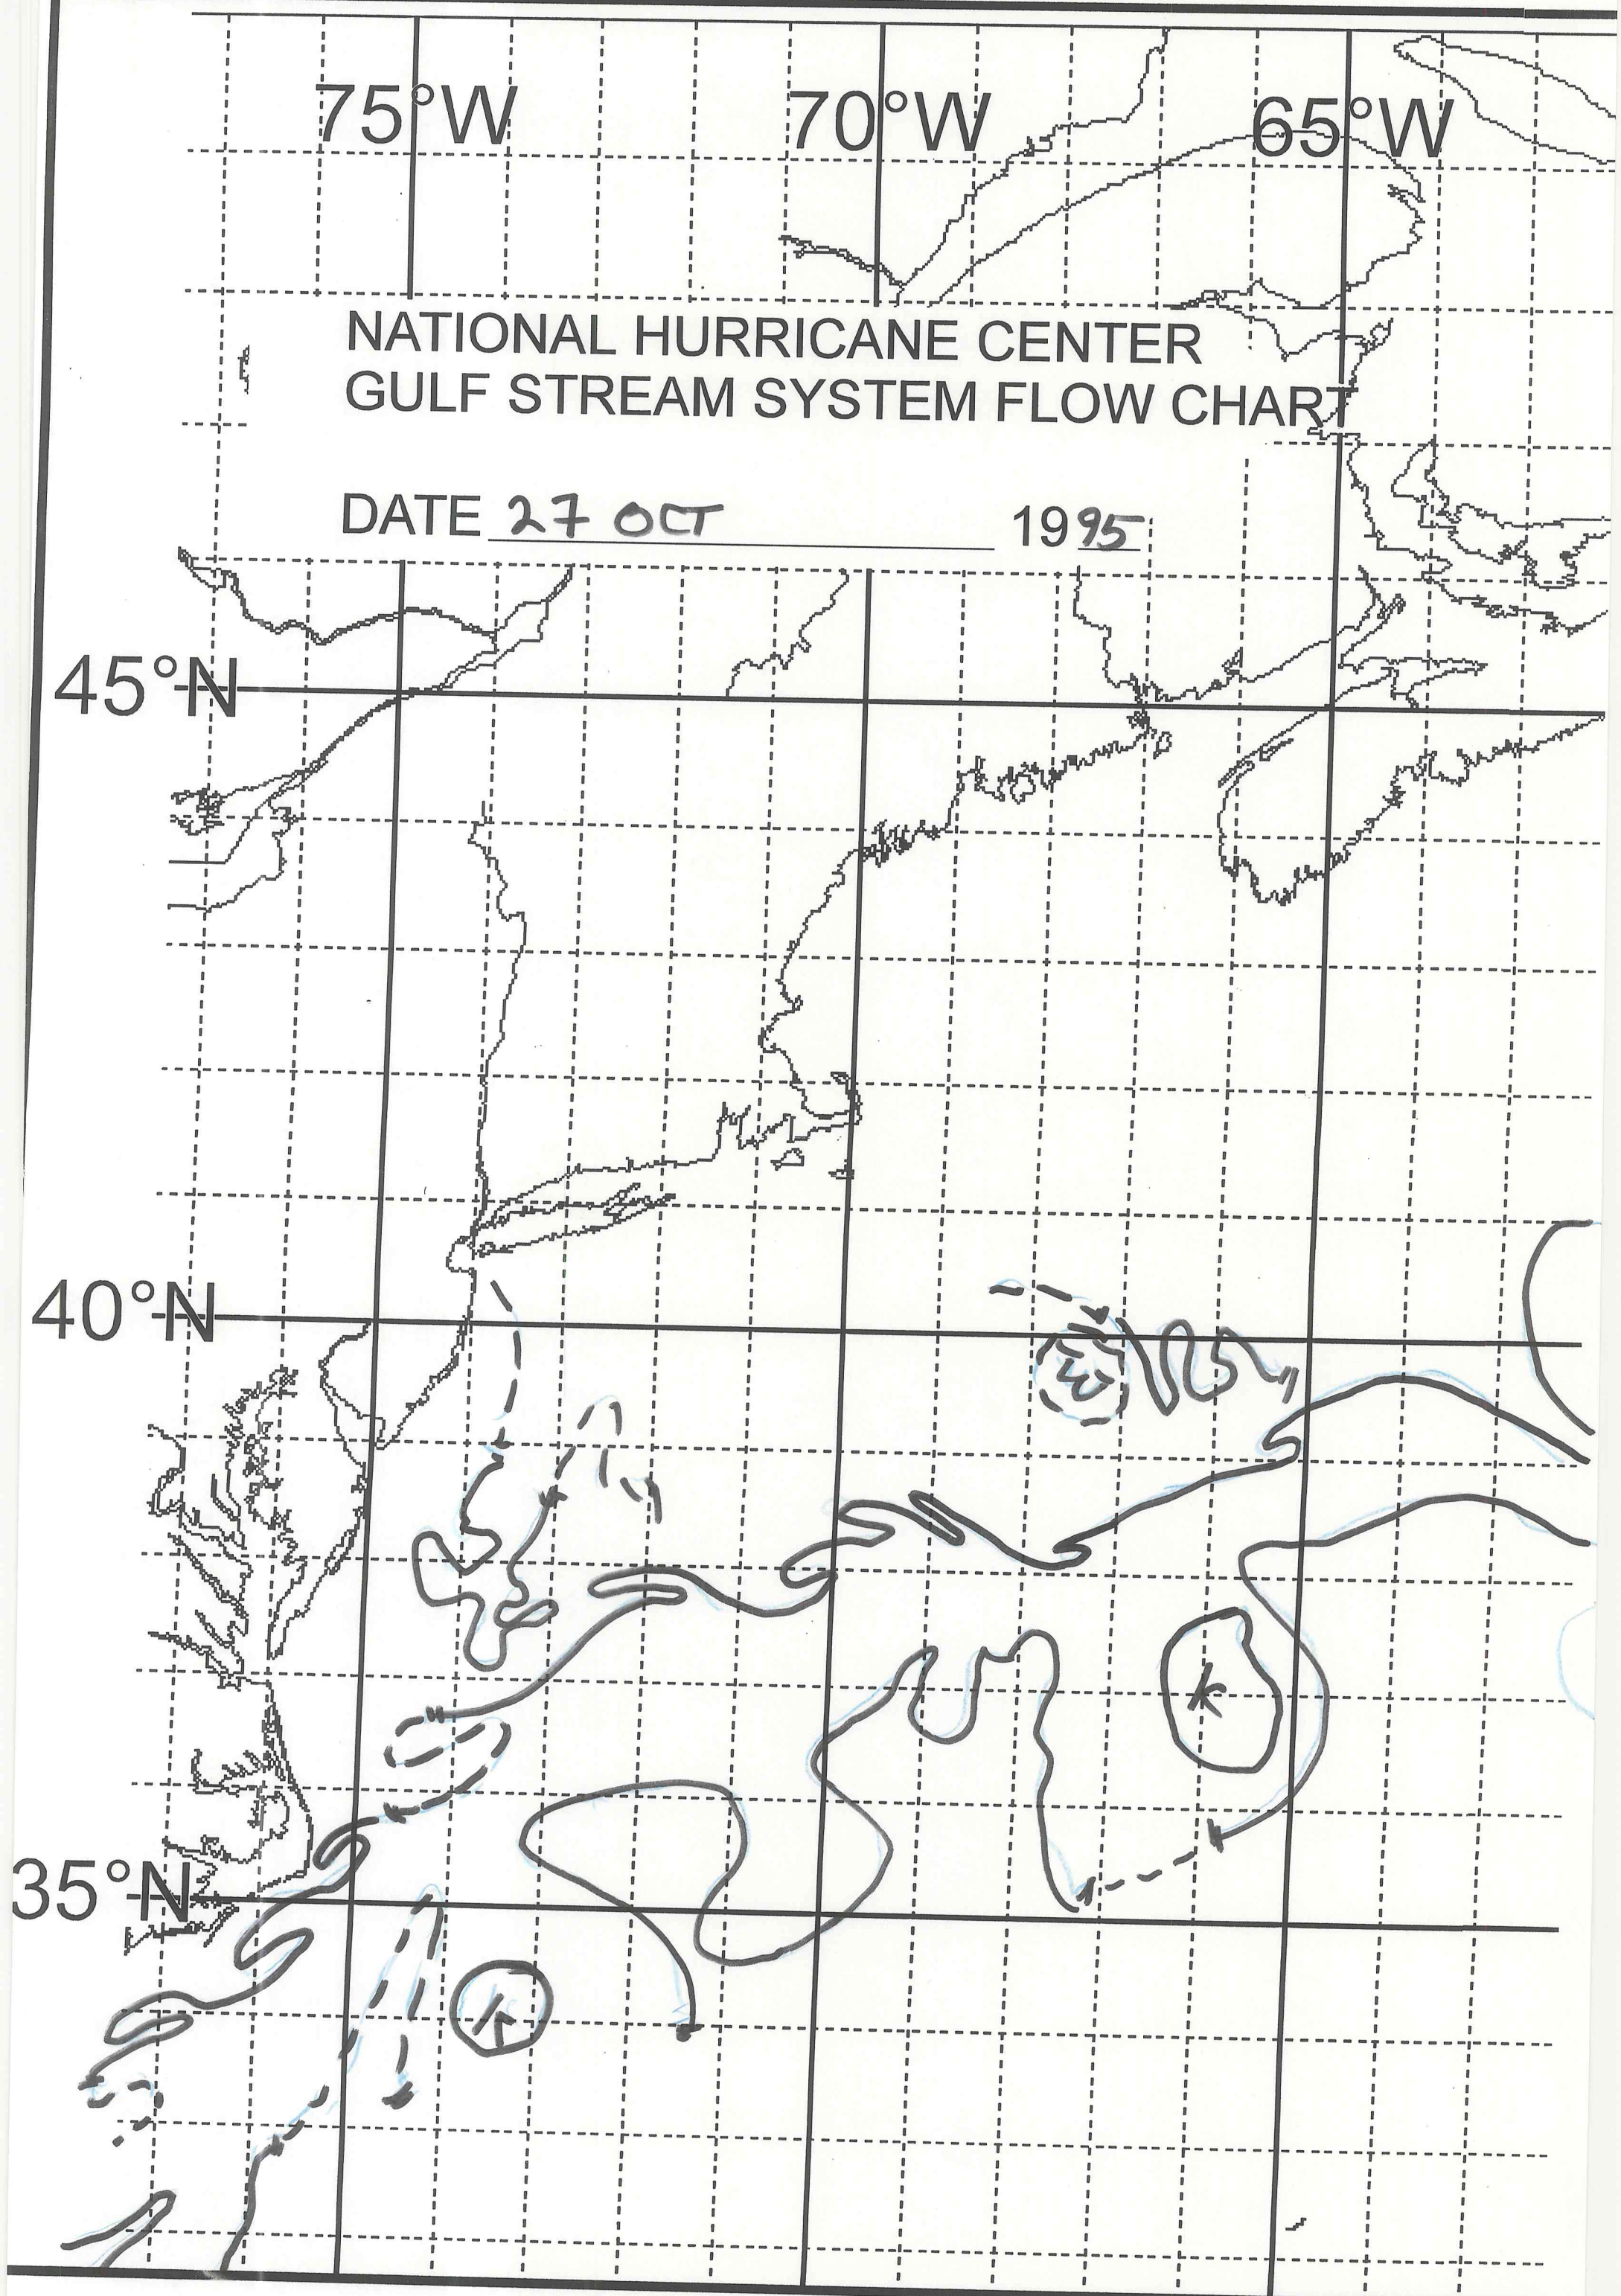 75°W 70°W 65°W
NATIONAL HURRICANE CENTER
GULF STREAM SYSTEM FLOW CHART
DATE 27 OCT 1995
45°N
40°N
W
K
35°N
K